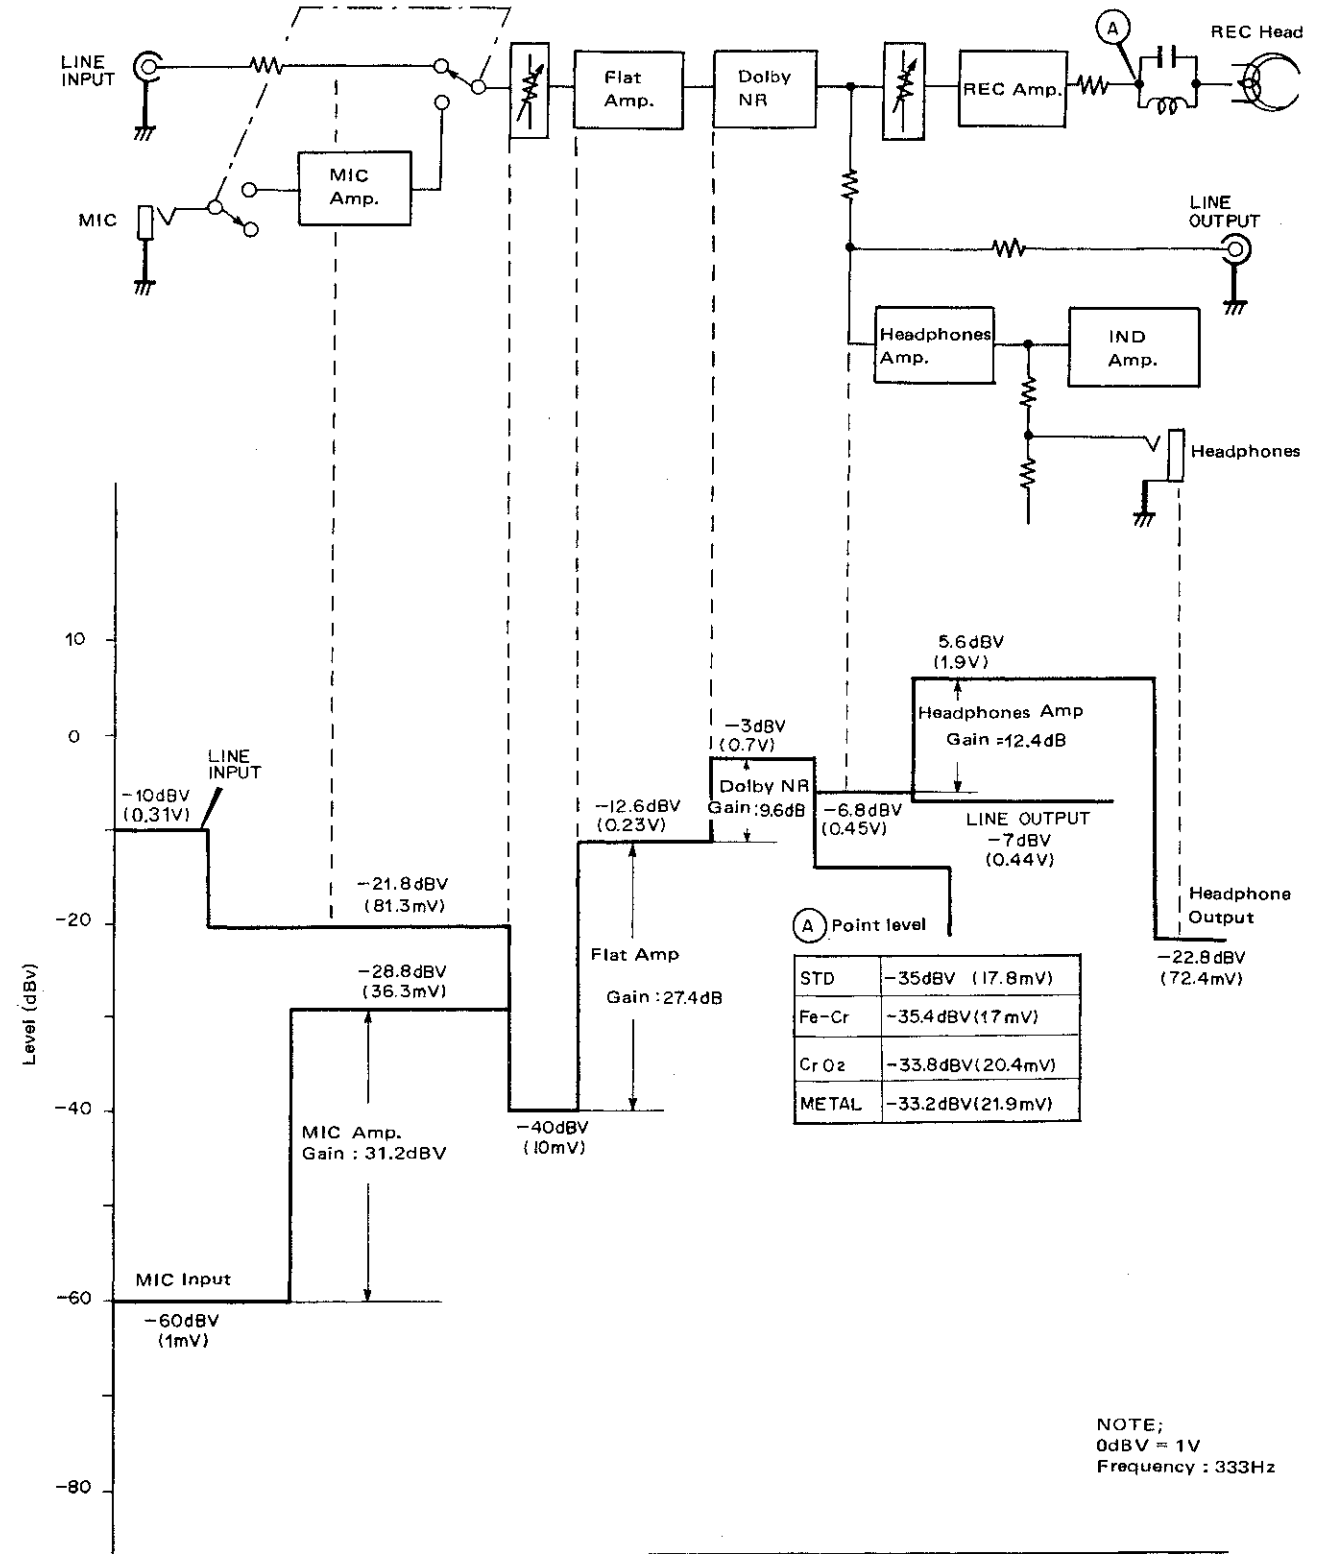 LINE
INPUT
MIC
MIC
Amp.
Flat
Amp.
Dolby
NR
REC Amp.
A
REC Head
LINE
OUTPUT
Headphones
Amp.
IND
Amp.
Headphones
Level (dBv)
10
0
-20
-40
-60
-80
LINE
INPUT
-10dBV
(0.31V)
-21.8dBV
(81.3mV)
-28.8dBV
(36.3mV)
MIC Amp.
Gain : 31.2dBV
MIC Input
-60dBV
(1mV)
-40dBV
(10mV)
-12.6dBV
(0.23V)
Flat Amp
Gain : 27.4dB
-3dBV
(0.7V)
Dolby NR
Gain : 9.6dB
-6.8dBV
(0.45V)
5.6dBV
(1.9V)
Headphones Amp
Gain = 12.4dB
LINE OUTPUT
-7dBV
(0.44V)
Headphone
Output
-22.8dBV
(72.4mV)
A Point level
STD -35dBV (17.8mV)
Fe-Cr -35.4dBV(17mV)
CrO2 -33.8dBV(20.4mV)
METAL -33.2dBV(21.9mV)
NOTE;
0dBV = 1V
Frequency : 333Hz